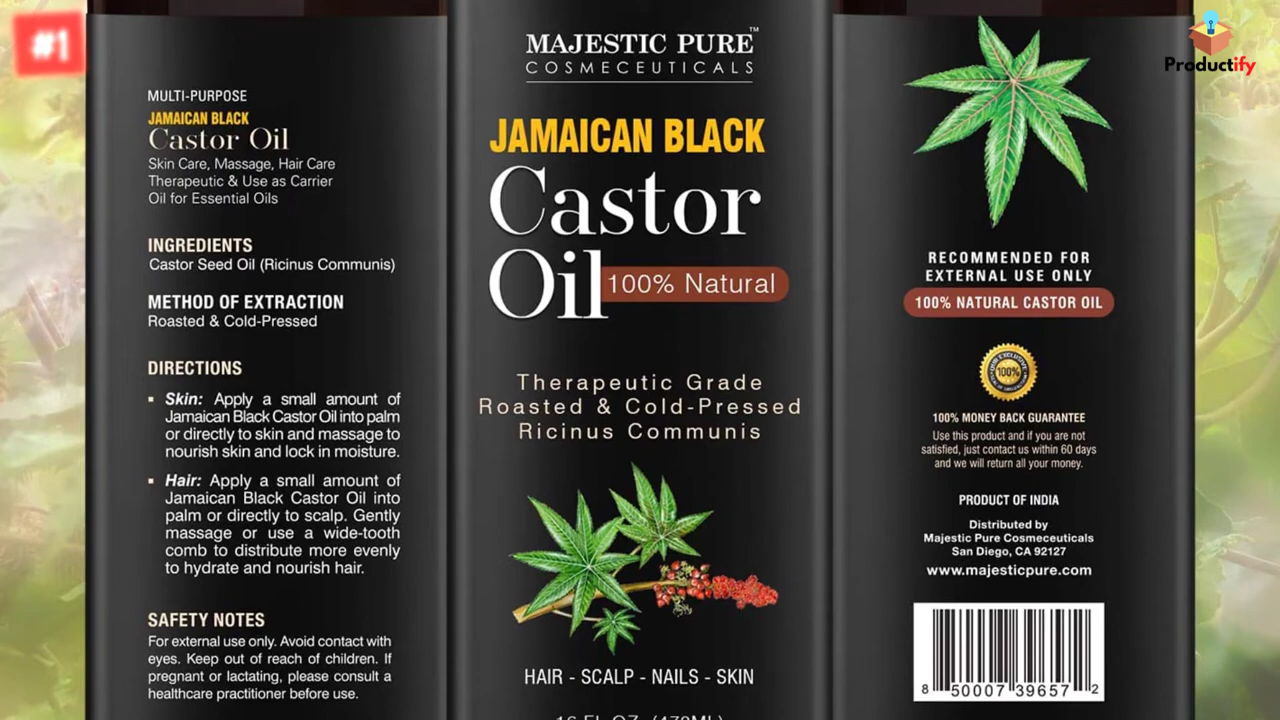 #1
MULTI-PURPOSE
JAMAICAN BLACK
Castor Oil
Skin Care, Massage, Hair Care
Therapeutic & Use as Carrier
Oil for Essential Oils
INGREDIENTS
Castor Seed Oil (Ricinus Communis)
METHOD OF EXTRACTION
Roasted & Cold-Pressed
DIRECTIONS
▪ Skin: Apply a small amount of
Jamaican Black Castor Oil into palm
or directly to skin and massage to
nourish skin and lock in moisture.
▪ Hair: Apply a small amount of
Jamaican Black Castor Oil into
palm or directly to scalp. Gently
massage or use a wide-tooth
comb to distribute more evenly
to hydrate and nourish hair.
SAFETY NOTES
For external use only. Avoid contact with
eyes. Keep out of reach of children. If
pregnant or lactating, please consult a
healthcare practitioner before use.
MAJESTIC PURE™
COSMECEUTICALS
JAMAICAN BLACK
Castor
Oil
100% Natural
Therapeutic Grade
Roasted & Cold-Pressed
Ricinus Communis
HAIR - SCALP - NAILS - SKIN
16 FL OZ (473ML)
Productify
RECOMMENDED FOR
EXTERNAL USE ONLY
100% NATURAL CASTOR OIL
100%
100% MONEY BACK GUARANTEE
Use this product and if you are not
satisfied, just contact us within 60 days
and we will return all your money.
PRODUCT OF INDIA
Distributed by
Majestic Pure Cosmeceuticals
San Diego, CA 92127
www.majesticpure.com
8 50007 39657 2